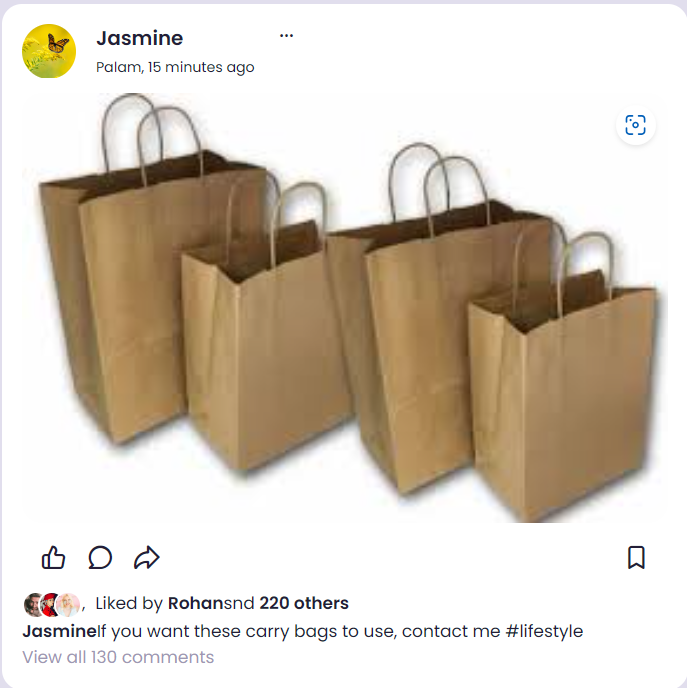 Jasmine
Palam, 15 minutes ago
, Liked by Rohansnd 220 others
JasmineIf you want these carry bags to use, contact me #lifestyle
View all 130 comments